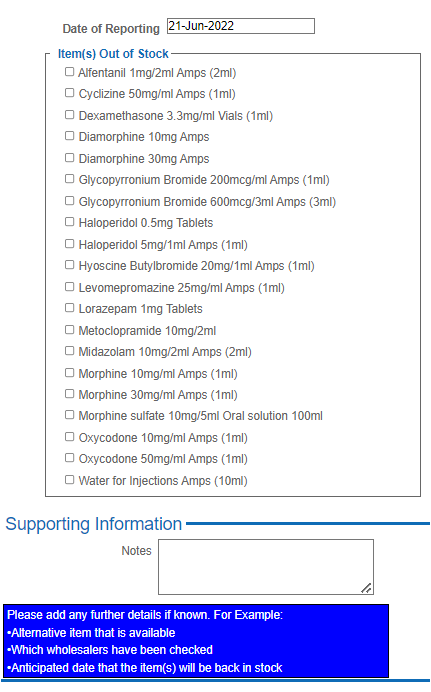 Date of Reporting 21-Jun-2022
Item(s) Out of Stock
Alfentanil 1mg/2ml Amps (2ml)
Cyclizine 50mg/ml Amps (1ml)
Dexamethasone 3.3mg/ml Vials (1ml)
Diamorphine 10mg Amps
Diamorphine 30mg Amps
Glycopyrronium Bromide 200mcg/ml Amps (1ml)
Glycopyrronium Bromide 600mcg/3ml Amps (3ml)
Haloperidol 0.5mg Tablets
Haloperidol 5mg/1ml Amps (1ml)
Hyoscine Butylbromide 20mg/1ml Amps (1ml)
Levomepromazine 25mg/ml Amps (1ml)
Lorazepam 1mg Tablets
Metoclopramide 10mg/2ml
Midazolam 10mg/2ml Amps (2ml)
Morphine 10mg/ml Amps (1ml)
Morphine 30mg/ml Amps (1ml)
Morphine sulfate 10mg/5ml Oral solution 100ml
Oxycodone 10mg/ml Amps (1ml)
Oxycodone 50mg/ml Amps (1ml)
Water for Injections Amps (10ml)
Supporting Information
Notes
Please add any further details if known. For Example:
•Alternative item that is available
•Which wholesalers have been checked
•Anticipated date that the item(s) will be back in stock